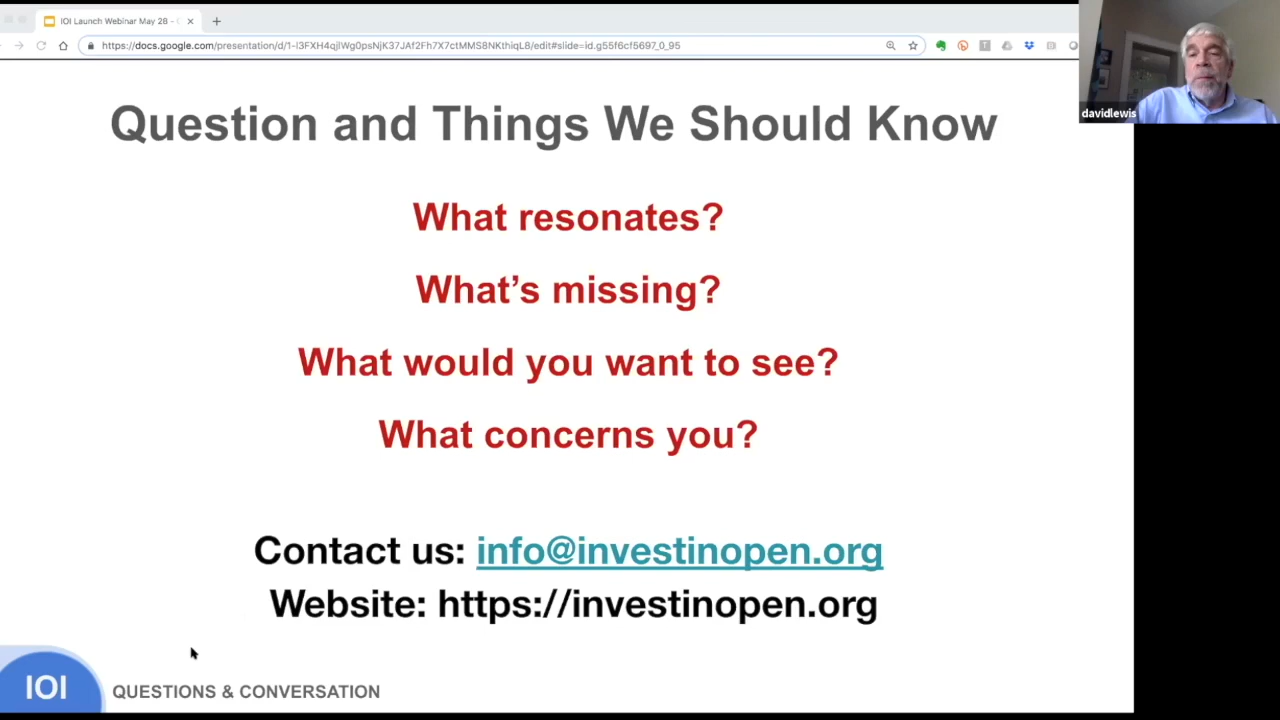 IOI Launch Webinar May 28 - 
https://docs.google.com/presentation/d/1-I3FXH4qjlWg0psNjK37JAf2Fh7X7ctMMS8NKthiqL8/edit#slide=id.g55f6cf5697_0_95
davidlewis
Question and Things We Should Know
What resonates?
What’s missing?
What would you want to see?
What concerns you?
Contact us: info@investinopen.org
Website: https://investinopen.org
IOI
QUESTIONS & CONVERSATION